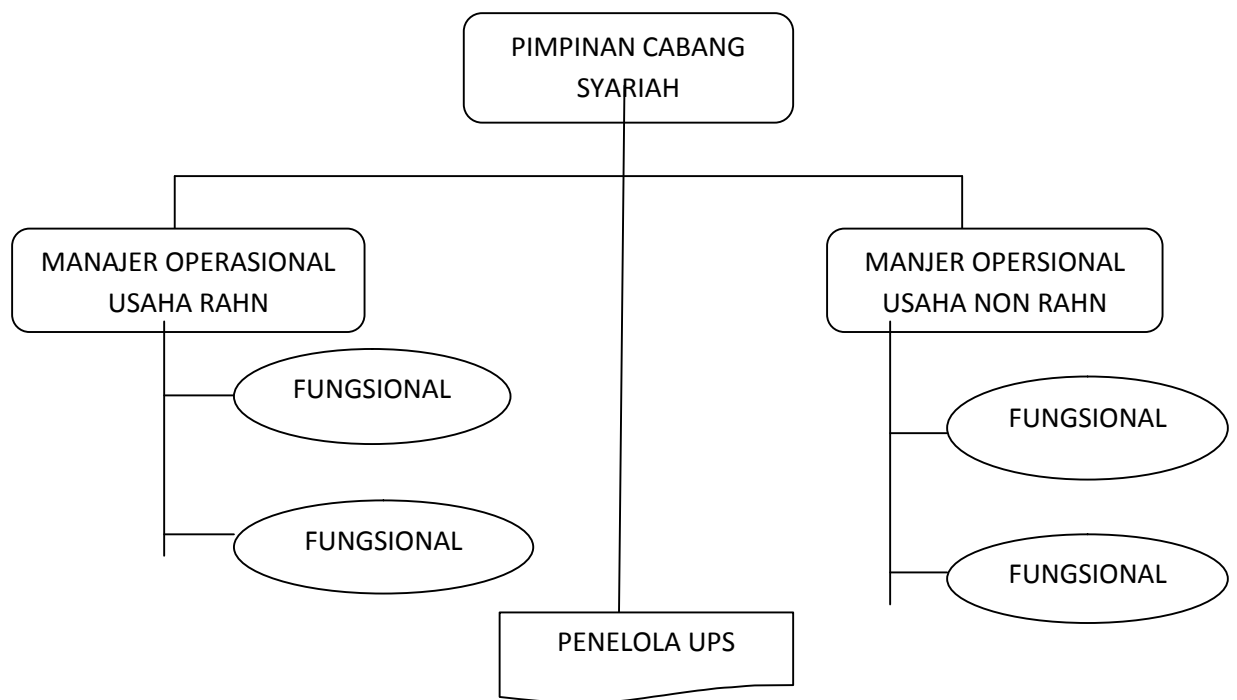 PIMPINAN CABANG
SYARIAH
MANAJER OPERASIONAL
USAHA RAHN
MANJER OPERSIONAL
USAHA NON RAHN
FUNGSIONAL
FUNGSIONAL
FUNGSIONAL
FUNGSIONAL
PENELOLA UPS